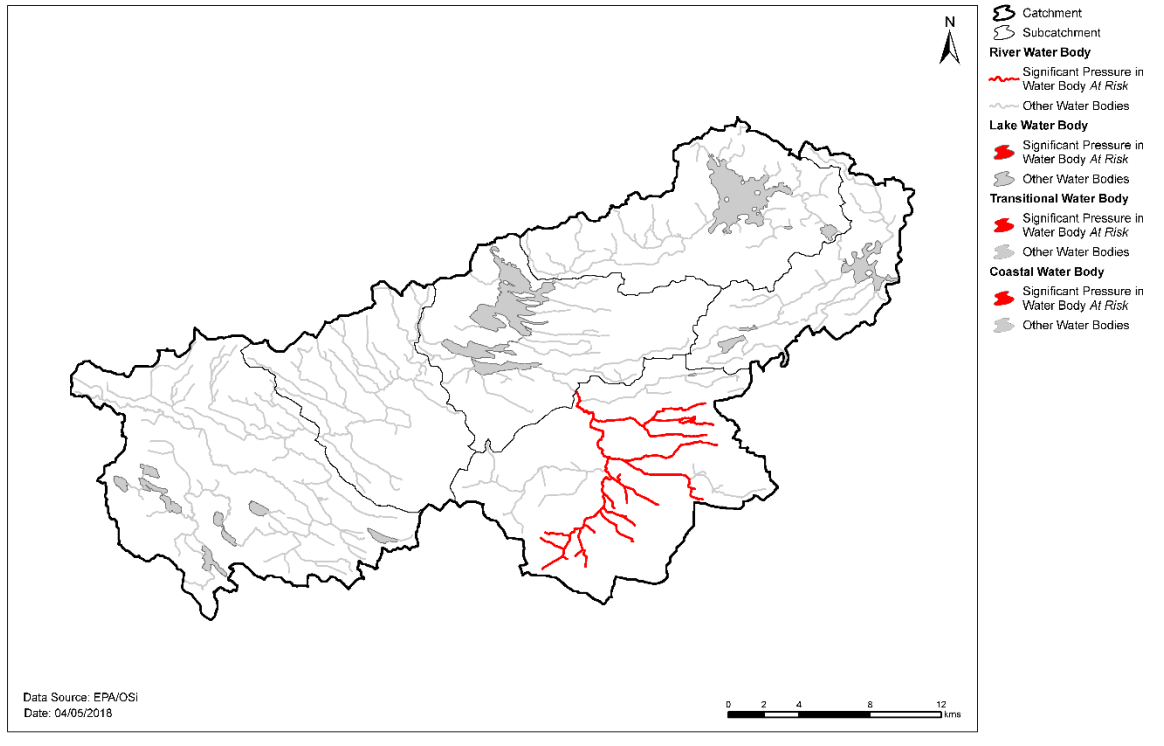 N
Catchment
Subcatchment
River Water Body
Significant Pressure in
Water Body At Risk
Other Water Bodies
Lake Water Body
Significant Pressure in
Water Body At Risk
Other Water Bodies
Transitional Water Body
Significant Pressure in
Water Body At Risk
Other Water Bodies
Coastal Water Body
Significant Pressure in
Water Body At Risk
Other Water Bodies
Data Source: EPA/OSi
Date: 04/05/2018
0 2 4 8 12
kms